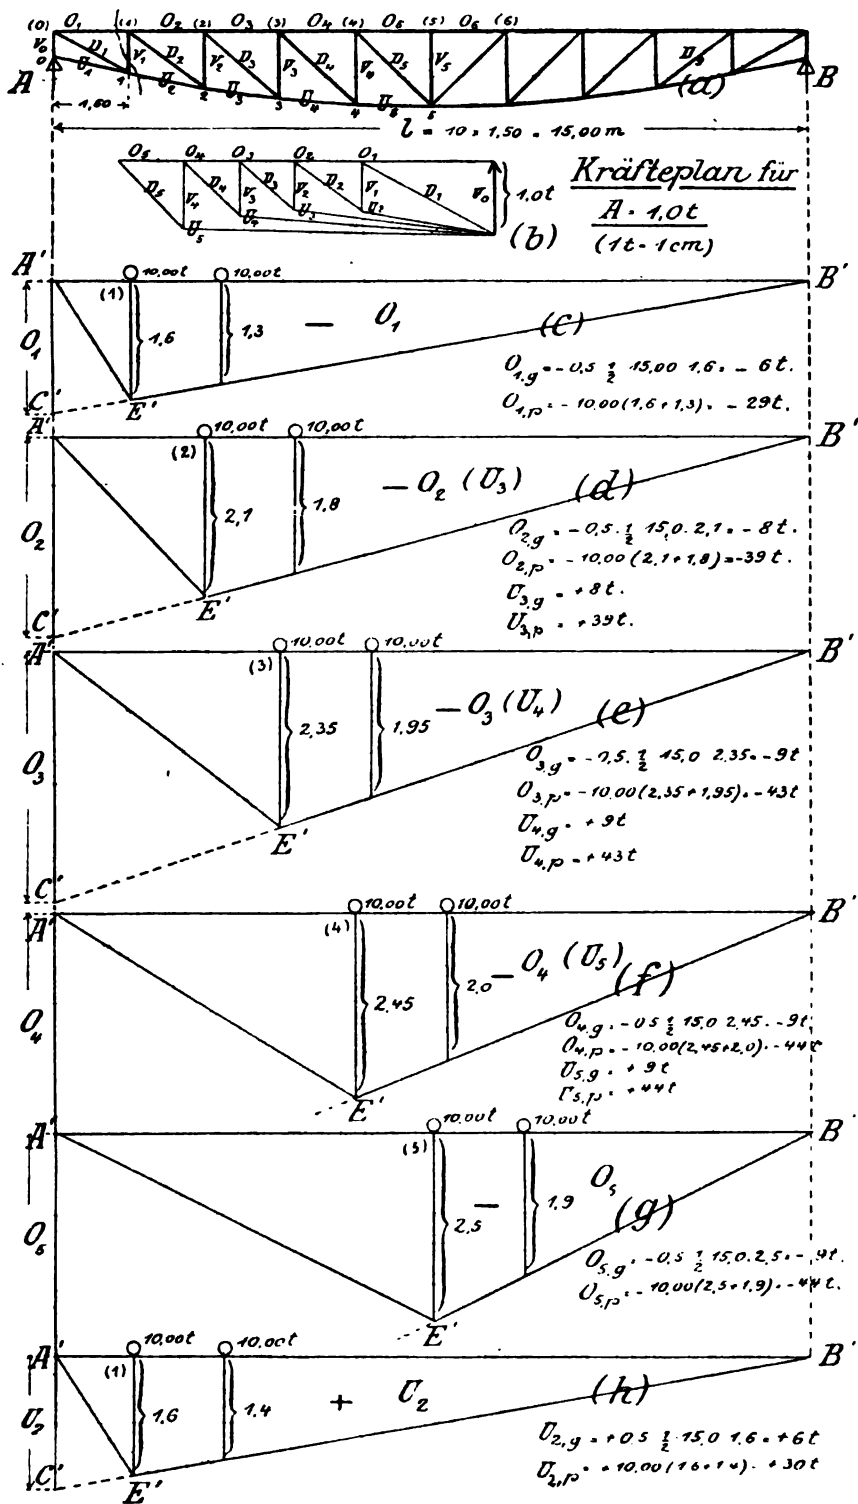 (0) O₁ (1) O₂ (2) O₃ (3) O₄ (4) O₅ (5) O₆ (6)
V₀ D₁ V₁ D₂ V₂ D₃ V₃ D₄ V₄ D₅ V₅ D₉
0 U₁ 1 U₂ 2 U₃ 3 U₄ 4 U₅ 5
A (a) B
1,50
l = 10 · 1,50 = 15,00 m
O₅ O₄ O₃ O₂ O₁
D₅ V₄ D₄ V₃ D₃ V₂ D₂ V₁ D₁ V₀ 1,0t
U₅ U₄ U₃ U₂
(b)
Kräfteplan für
A = 1,0t
(1t = 1cm)
A' 10,00t 10,00t B'
(1)
O₁ 1,6 1,3 — O₁ (c)
O₁,g = -0,5 ½ 15,00 1,6 = - 6t.
O₁,p = -10,00(1,6+1,3) = - 29t.
C' E'
A' 10,00t 10,00t B'
(2)
O₂ 2,1 1,8 — O₂ (U₃) (d)
O₂,g = -0,5 · ½ 15,0 · 2,1 = - 8t.
O₂,p = -10,00(2,1+1,8) = -39t.
U₃,g = +8t.
U₃,p = +39t.
C' E'
A' 10,00t 10,00t B'
(3)
O₃ 2,35 1,95 — O₃ (U₄) (e)
O₃,g = -0,5 · ½ 15,0 2,35 = -9t
O₃,p = -10,00(2,35+1,95) = -43t
U₄,g = +9t
U₄,p = +43t
C' E'
A' 10,00t 10,00t B'
(4)
O₄ 2,45 2,0 — O₄ (U₅) (f)
O₄,g = -0,5 ½ 15,0 2,45 = -9t
O₄,p = -10,00(2,45+2,0) = -44t
U₅,g = +9t
U₅,p = +44t
E'
A' 10,00t 10,00t B'
(5)
O₅ 2,5 1,9 — O₅ (g)
O₅,g = -0,5 ½ 15,0 · 2,5 = - 9t.
O₅,p = -10,00(2,5+1,9) = -44t.
E'
A' 10,00t 10,00t B'
(1)
U₂ 1,6 1,4 + U₂ (h)
U₂,g = +0,5 ½ 15,0 1,6 = +6t
U₂,p = +10,00(1,6+1,4) = +30t
C' E'